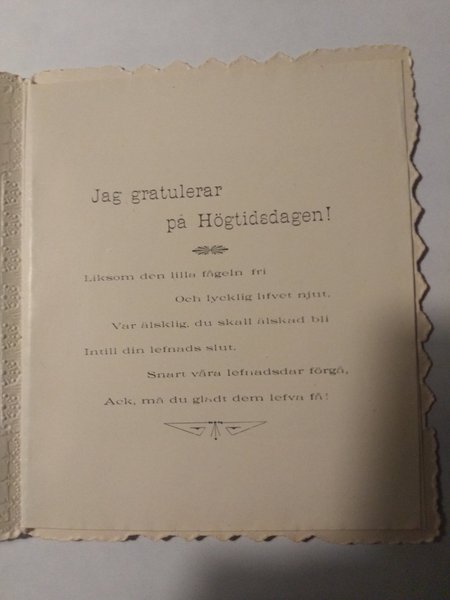 Jag gratulerar
på Högtidsdagen!
Liksom den lilla fågeln fri
Och lycklig lifvet njut,
Var älsklig, du skall älskad bli
Intill din lefnads slut.
Snart våra lefnadsdar förgå,
Ack, må du gladt dem lefva få!